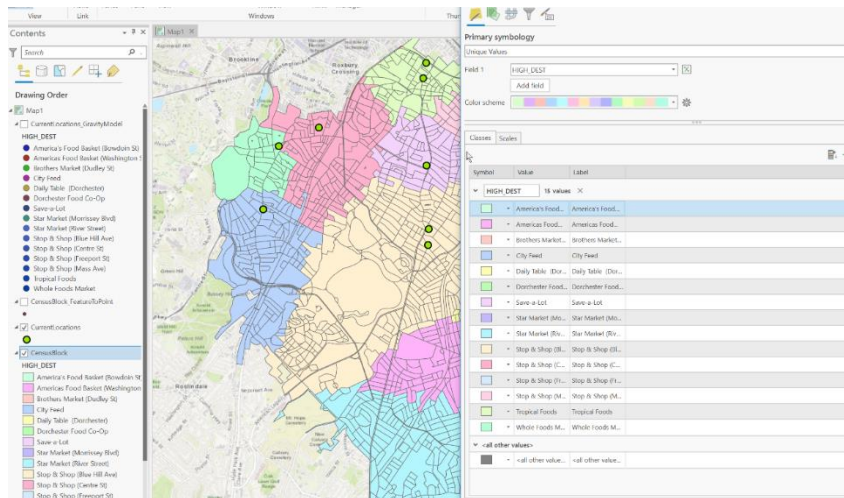 View
Link
Windows
Contents
Map1
Search
Drawing Order
Map1
CurrentLocations_GravityModel
HIGH_DEST
America's Food Basket (Bowdoin St)
Americas Food Basket (Washington S
Brothers Market (Dudley St)
City Feed
Daily Table (Dorchester)
Dorchester Food Co-Op
Save-a-Lot
Star Market (Morrissey Blvd)
Star Market (River Street)
Stop & Shop (Blue Hill Ave)
Stop & Shop (Centre St)
Stop & Shop (Freeport St)
Stop & Shop (Mass Ave)
Tropical Foods
Whole Foods Market
CensusBlock_FeatureToPoint
CurrentLocations
CensusBlock
HIGH_DEST
America's Food Basket (Bowdoin St)
Americas Food Basket (Washington
Brothers Market (Dudley St)
City Feed
Daily Table (Dorchester)
Dorchester Food Co-Op
Save-a-Lot
Star Market (Morrissey Blvd)
Star Market (River Street)
Stop & Shop (Blue Hill Ave)
Stop & Shop (Centre St)
Stop & Shop (Freeport St)
Brookline
Roxbury
Crossing
Roslindale
Primary symbology
Unique Values
Field 1 HIGH_DEST
Add field
Color scheme
Classes Scales
Symbol Value Label
HIGH_DEST 15 values
America's Food... America's Food...
Americas Food... Americas Food...
Brothers Market... Brothers Market...
City Feed City Feed
Daily Table (Dor... Daily Table (Dor...
Dorchester Food... Dorchester Food...
Save-a-Lot Save-a-Lot
Star Market (Mo... Star Market (Mo...
Star Market (Riv... Star Market (Riv...
Stop & Shop (Bl... Stop & Shop (Bl...
Stop & Shop (C... Stop & Shop (C...
Stop & Shop (Fr... Stop & Shop (Fr...
Stop & Shop (M... Stop & Shop (M...
Tropical Foods Tropical Foods
Whole Foods M... Whole Foods M...
<all other values>
<all other value... <all other value...